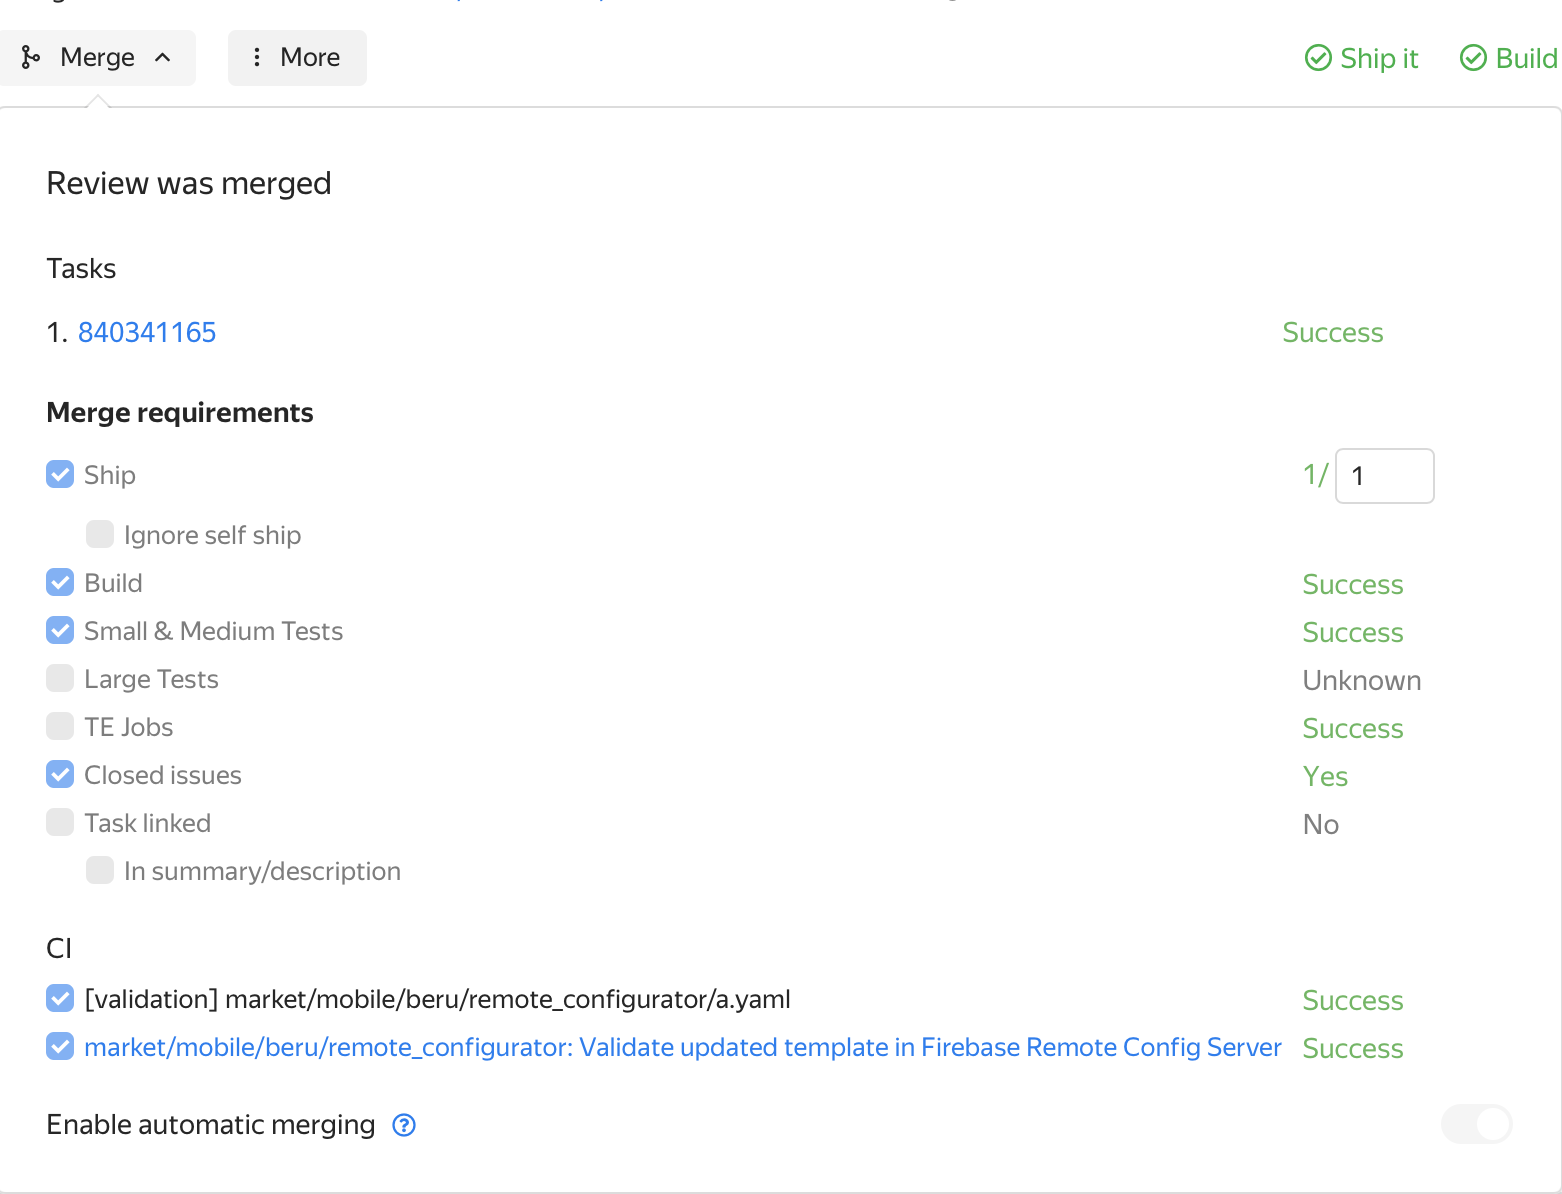 Merge
More
Ship it
Build
Review was merged
Tasks
1. 840341165 Success
Merge requirements
Ship 1/ 1
Ignore self ship
Build Success
Small & Medium Tests Success
Large Tests Unknown
TE Jobs Success
Closed issues Yes
Task linked No
In summary/description
CI
[validation] market/mobile/beru/remote_configurator/a.yaml Success
market/mobile/beru/remote_configurator: Validate updated template in Firebase Remote Config Server Success
Enable automatic merging ?